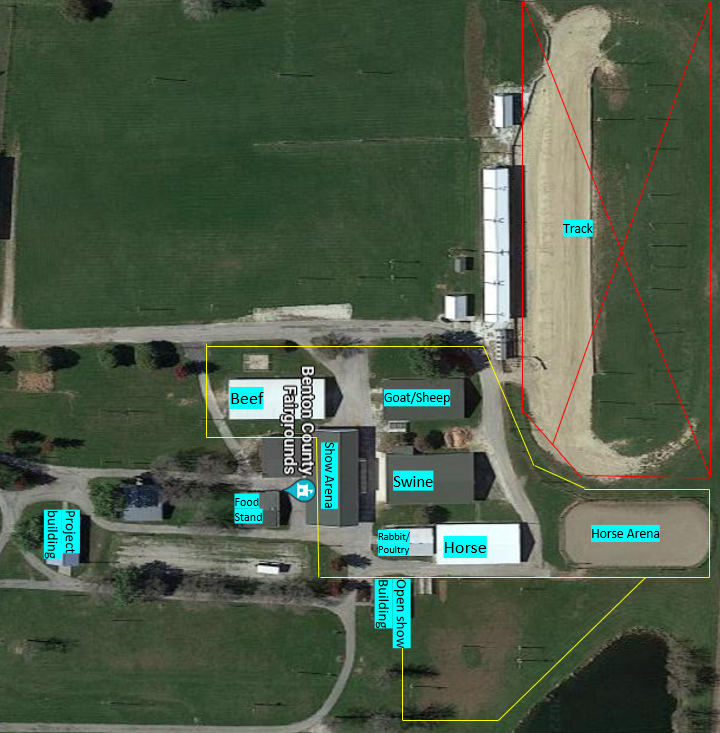 Track
Beef
Benton County
Fairgrounds
Goat/Sheep
Show Arena
Swine
Food
Stand
Project
building
Rabbit/
Poultry
Horse
Horse Arena
Open show
Building